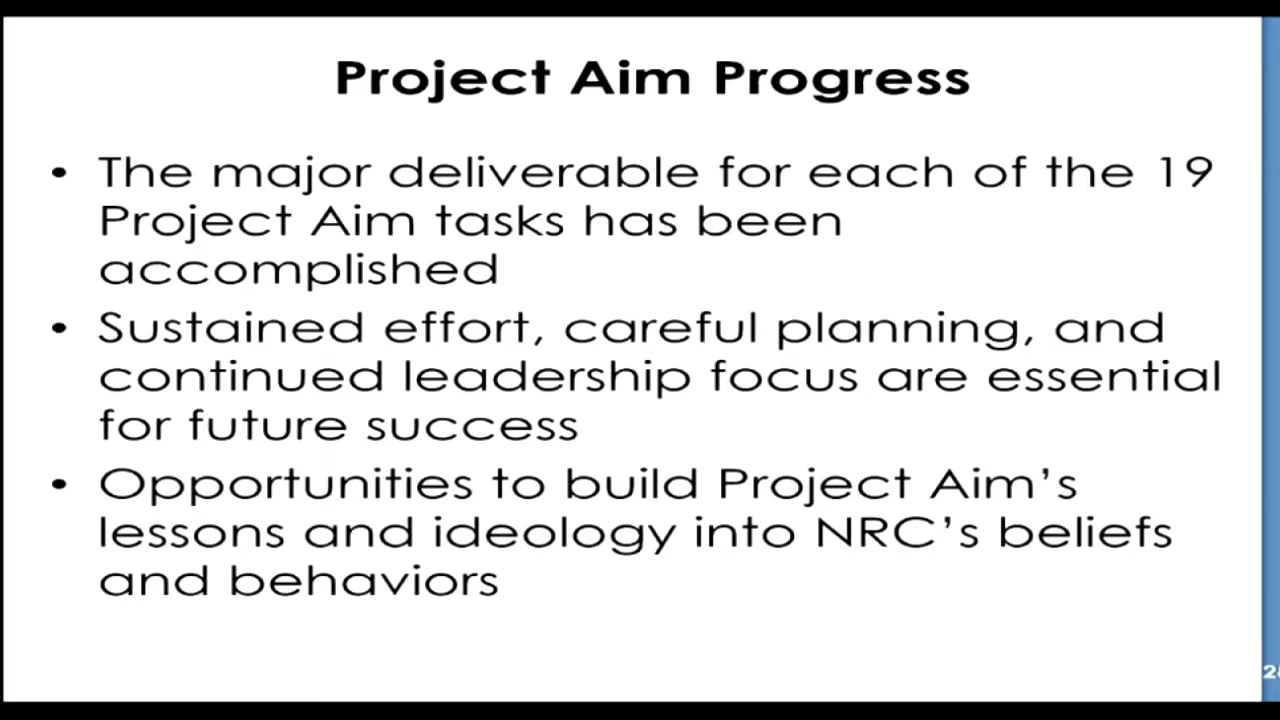 Project Aim Progress
• The major deliverable for each of the 19
Project Aim tasks has been
accomplished
• Sustained effort, careful planning, and
continued leadership focus are essential
for future success
• Opportunities to build Project Aim’s
lessons and ideology into NRC’s beliefs
and behaviors